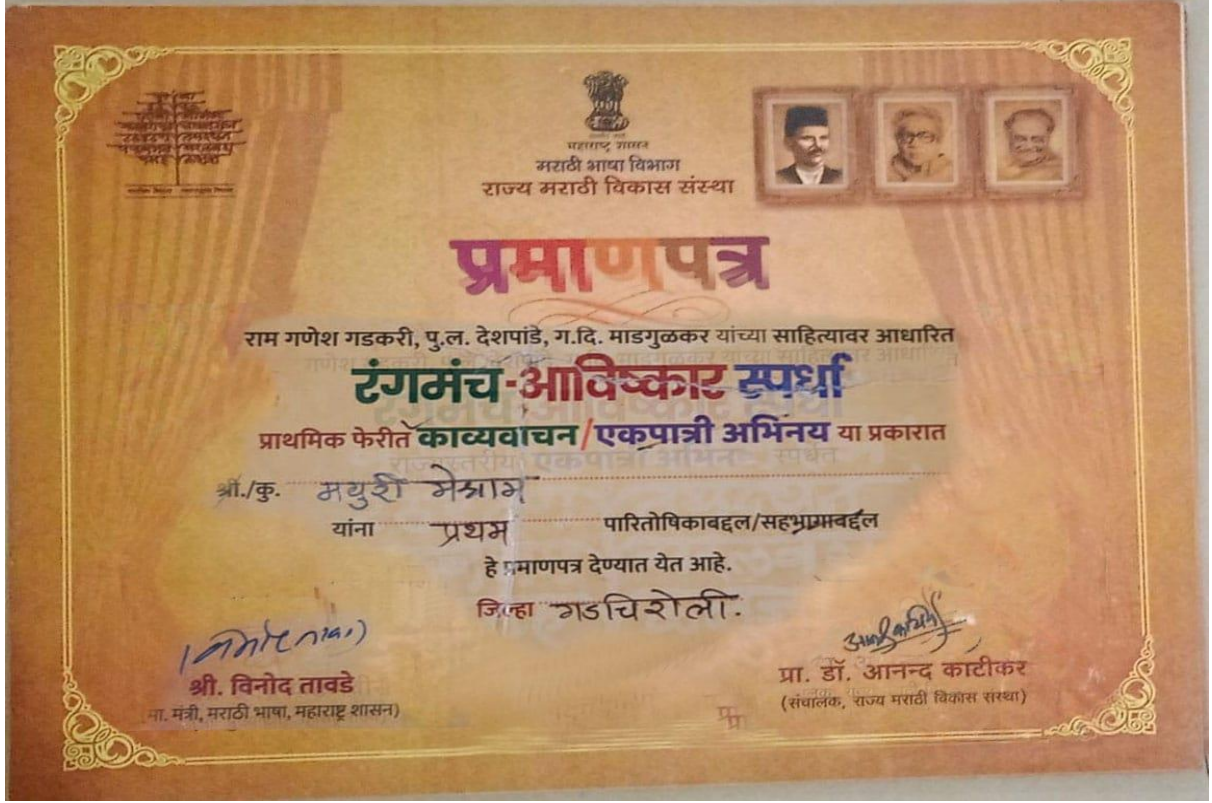 महाराष्ट्र शासन
मराठी भाषा विभाग
राज्य मराठी विकास संस्था
प्रमाणपत्र
राम गणेश गडकरी, पु.ल. देशपांडे, ग.दि. माडगुळकर यांच्या साहित्यावर आधारित
रंगमंच-आविष्कार स्पर्धा
प्राथमिक फेरीत काव्यवाचन/एकपात्री अभिनय या प्रकारात
श्री./कु. मयुरी मेश्राम
यांना प्रथम पारितोषिकाबद्दल/सहभागाबद्दल
हे प्रमाणपत्र देण्यात येत आहे.
जिल्हा गडचिरोली.
श्री. विनोद तावडे
(मा. मंत्री, मराठी भाषा, महाराष्ट्र शासन)
प्रा. डॉ. आनन्द काटीकर
(संचालक, राज्य मराठी विकास संस्था)